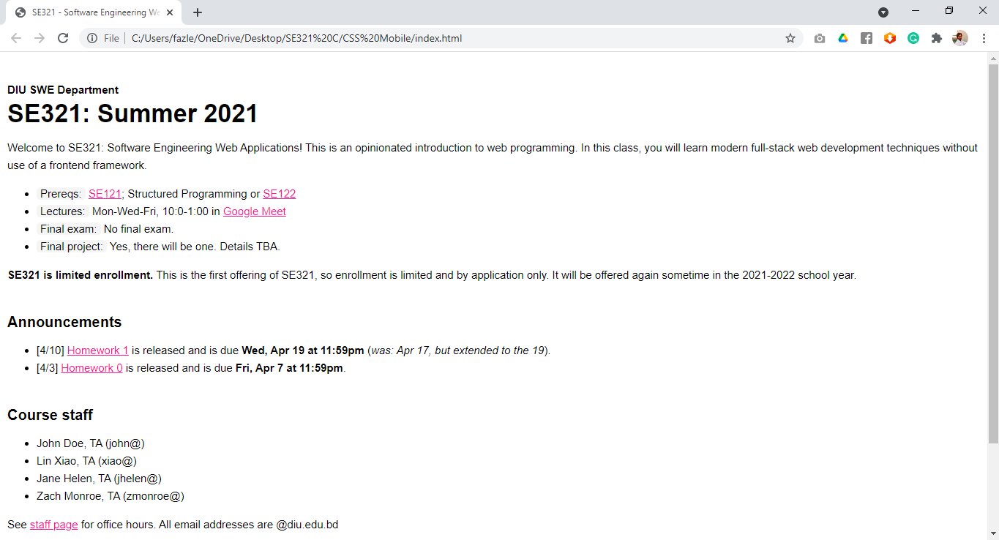 SE321 - Software Engineering We
File
C:/Users/fazle/OneDrive/Desktop/SE321%20C/CSS%20Mobile/index.html
DIU SWE Department
SE321: Summer 2021
Welcome to SE321: Software Engineering Web Applications! This is an opinionated introduction to web programming. In this class, you will learn modern full-stack web development techniques without
use of a frontend framework.
Prereqs: SE121; Structured Programming or SE122
Lectures: Mon-Wed-Fri, 10:0-1:00 in Google Meet
Final exam: No final exam.
Final project: Yes, there will be one. Details TBA.
SE321 is limited enrollment. This is the first offering of SE321, so enrollment is limited and by application only. It will be offered again sometime in the 2021-2022 school year.
Announcements
[4/10] Homework 1 is released and is due Wed, Apr 19 at 11:59pm (was: Apr 17, but extended to the 19).
[4/3] Homework 0 is released and is due Fri, Apr 7 at 11:59pm.
Course staff
John Doe, TA (john@)
Lin Xiao, TA (xiao@)
Jane Helen, TA (jhelen@)
Zach Monroe, TA (zmonroe@)
See staff page for office hours. All email addresses are @diu.edu.bd